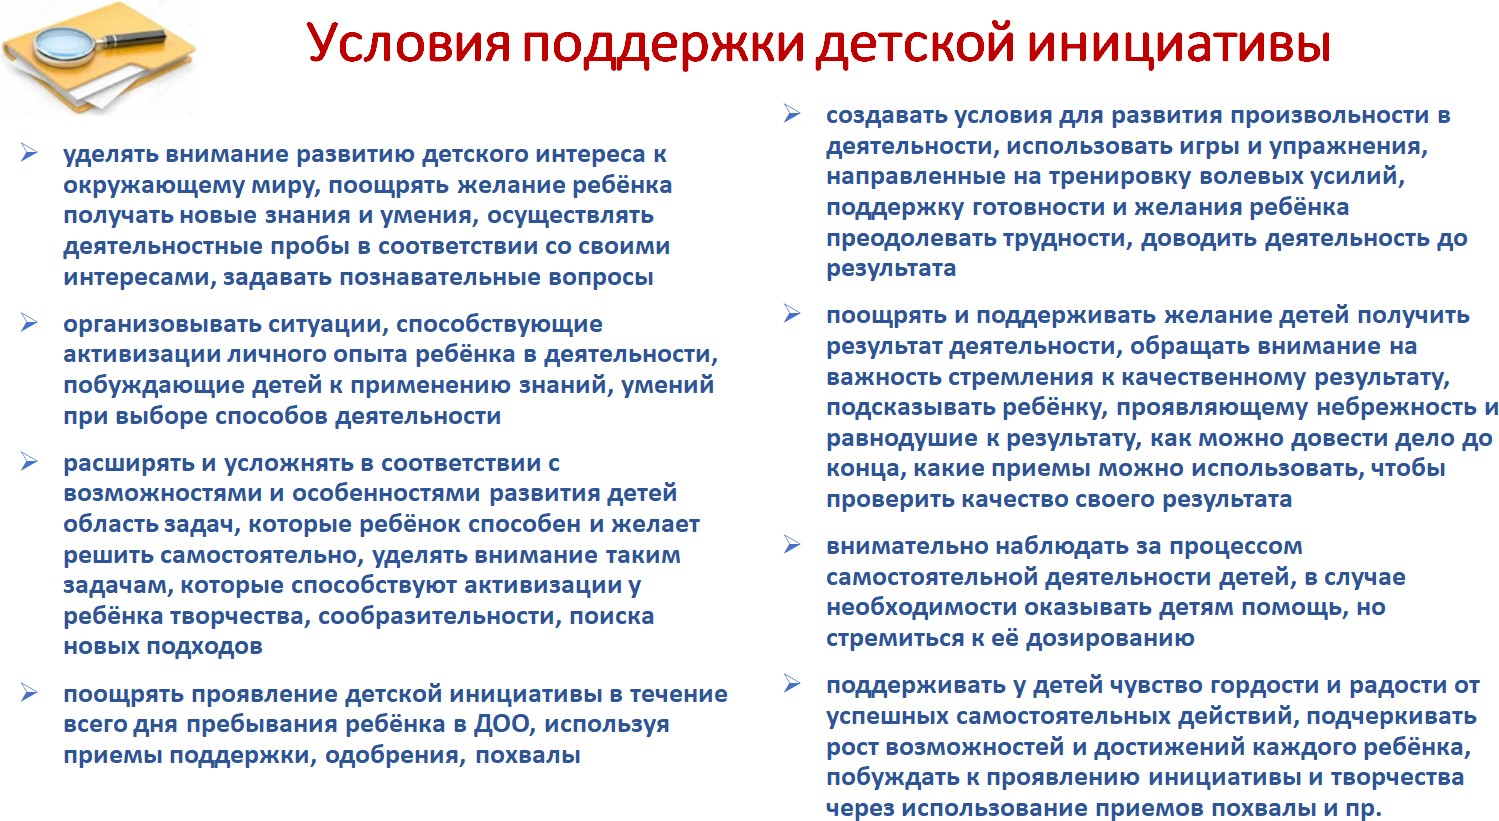 Условия поддержки детской инициативы
уделять внимание развитию детского интереса к
окружающему миру, поощрять желание ребёнка
получать новые знания и умения, осуществлять
деятельностные пробы в соответствии со своими
интересами, задавать познавательные вопросы
организовывать ситуации, способствующие
активизации личного опыта ребёнка в деятельности,
побуждающие детей к применению знаний, умений
при выборе способов деятельности
расширять и усложнять в соответствии с
возможностями и особенностями развития детей
область задач, которые ребёнок способен и желает
решить самостоятельно, уделять внимание таким
задачам, которые способствуют активизации у
ребёнка творчества, сообразительности, поиска
новых подходов
поощрять проявление детской инициативы в течение
всего дня пребывания ребёнка в ДОО, используя
приемы поддержки, одобрения, похвалы
создавать условия для развития произвольности в
деятельности, использовать игры и упражнения,
направленные на тренировку волевых усилий,
поддержку готовности и желания ребёнка
преодолевать трудности, доводить деятельность до
результата
поощрять и поддерживать желание детей получить
результат деятельности, обращать внимание на
важность стремления к качественному результату,
подсказывать ребёнку, проявляющему небрежность и
равнодушие к результату, как можно довести дело до
конца, какие приемы можно использовать, чтобы
проверить качество своего результата
внимательно наблюдать за процессом
самостоятельной деятельности детей, в случае
необходимости оказывать детям помощь, но
стремиться к её дозированию
поддерживать у детей чувство гордости и радости от
успешных самостоятельных действий, подчеркивать
рост возможностей и достижений каждого ребёнка,
побуждать к проявлению инициативы и творчества
через использование приемов похвалы и пр.